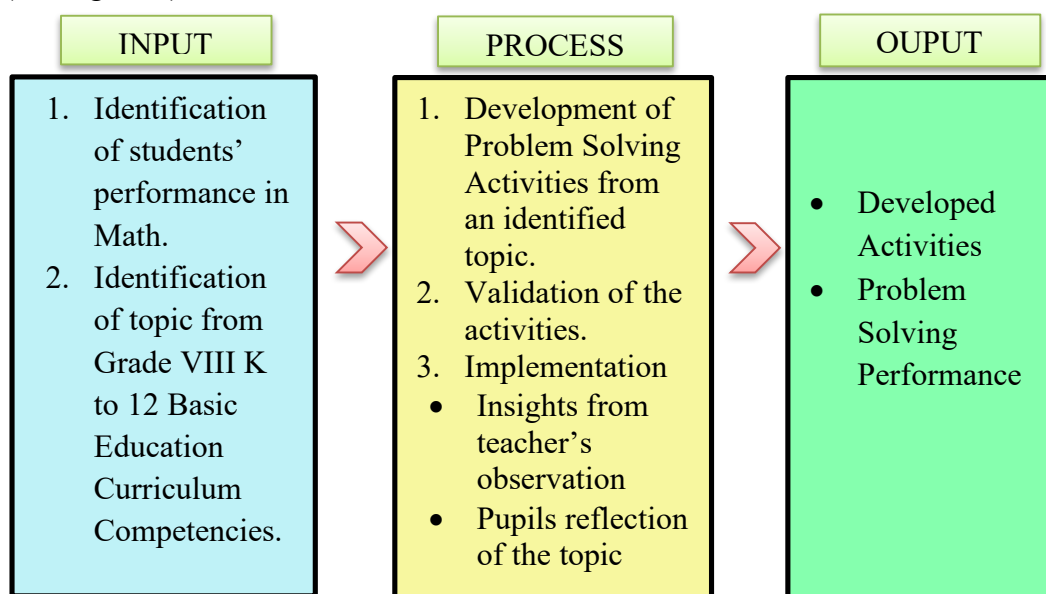 INPUT
1. Identification
of students’
performance in
Math.
2. Identification
of topic from
Grade VIII K
to 12 Basic
Education
Curriculum
Competencies.
PROCESS
1. Development of
Problem Solving
Activities from
an identified
topic.
2. Validation of the
activities.
3. Implementation
• Insights from
teacher’s
observation
• Pupils reflection
of the topic
OUPUT
• Developed
Activities
• Problem
Solving
Performance